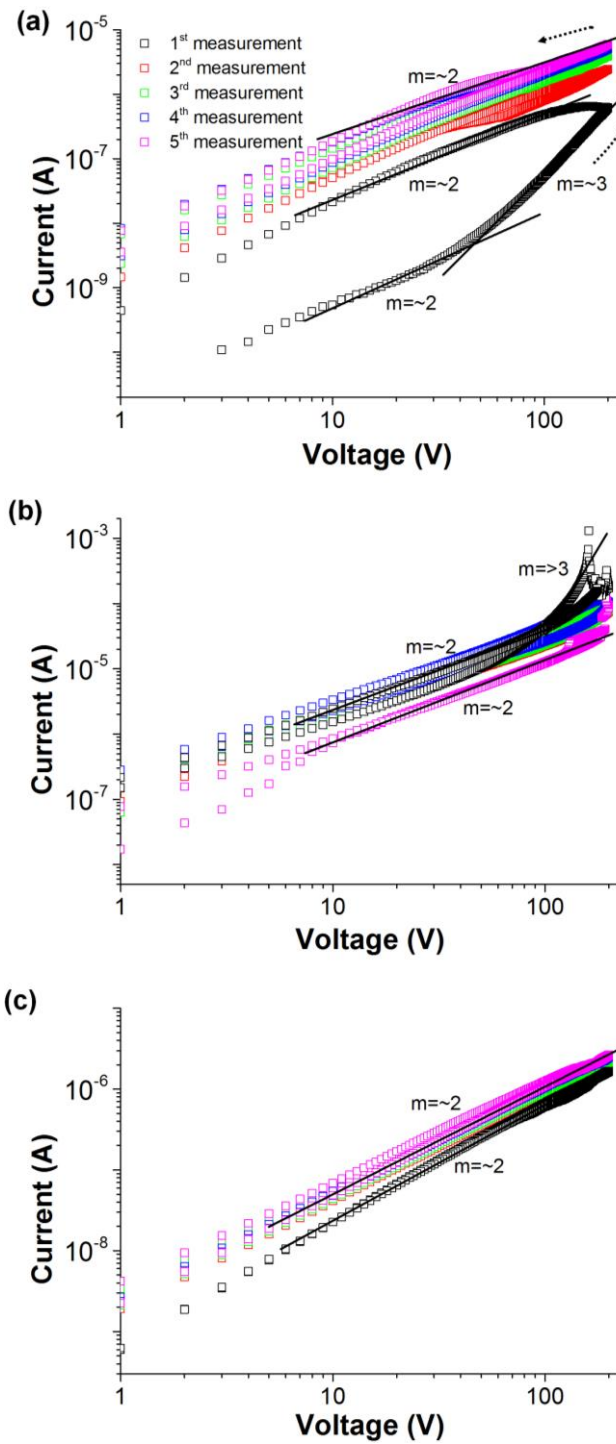 (a)
10^-5
1st measurement
2nd measurement
3rd measurement
4th measurement
5th measurement
m=~2
m=~2
m=~3
m=~2
10^-7
10^-9
Current (A)
1
10
100
Voltage (V)
(b)
10^-3
m=>3
m=~2
m=~2
10^-5
10^-7
Current (A)
1
10
100
Voltage (V)
(c)
10^-6
m=~2
m=~2
10^-8
Current (A)
1
10
100
Voltage (V)